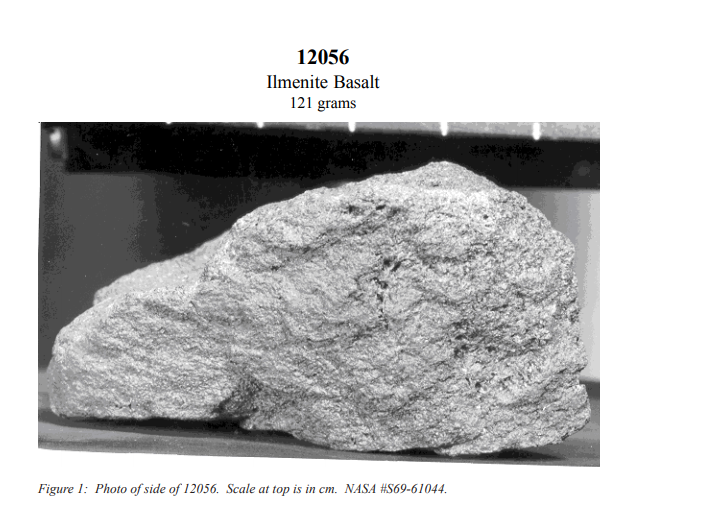 12056
Ilmenite Basalt
121 grams
Figure 1:  Photo of side of 12056.  Scale at top is in cm.  NASA #S69-61044.